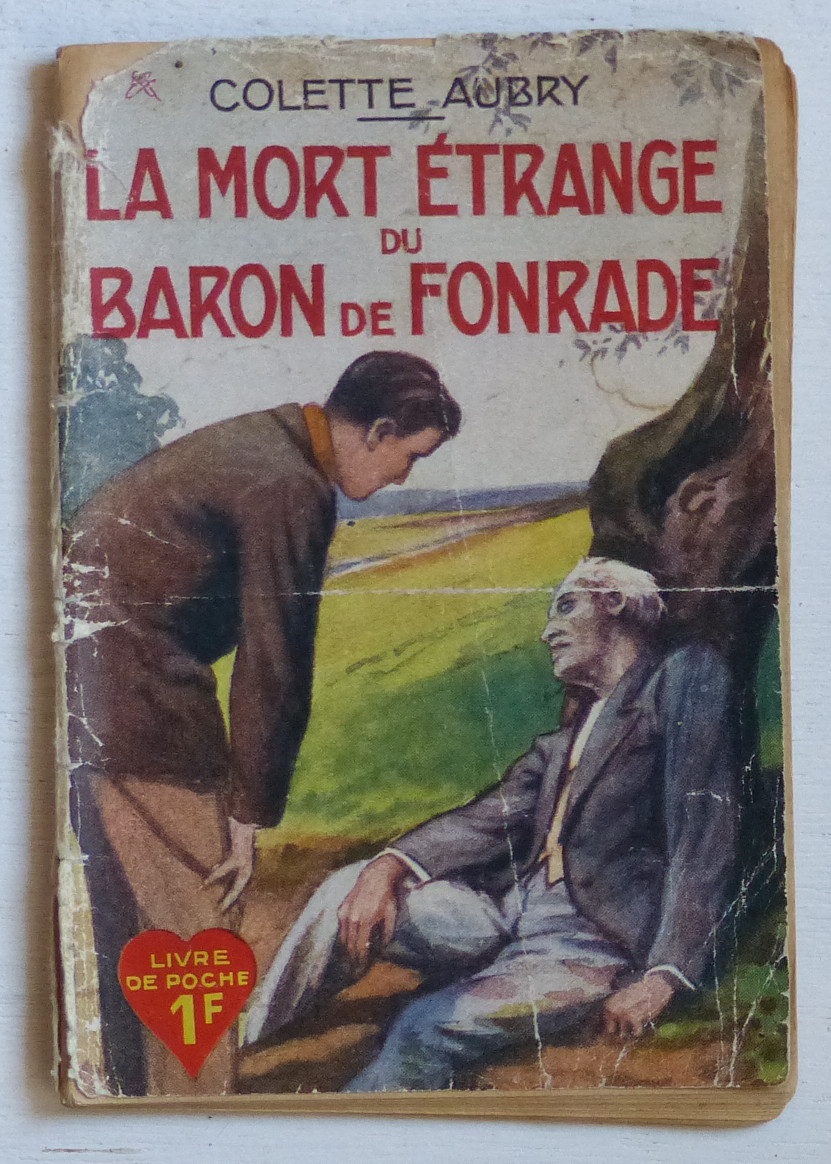 COLETTE AUBRY
LA MORT ÉTRANGE
DU
BARON DE FONRADE
LIVRE
DE POCHE
1F